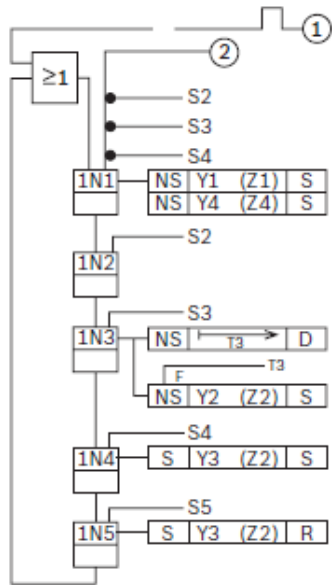 1
2
≥1
S2
S3
S4
1N1 NS Y1 (Z1) S
NS Y4 (Z4) S
S2
1N2
S3
1N3 NS T3 D
F T3
NS Y2 (Z2) S
S4
1N4 S Y3 (Z2) S
S5
1N5 S Y3 (Z2) R